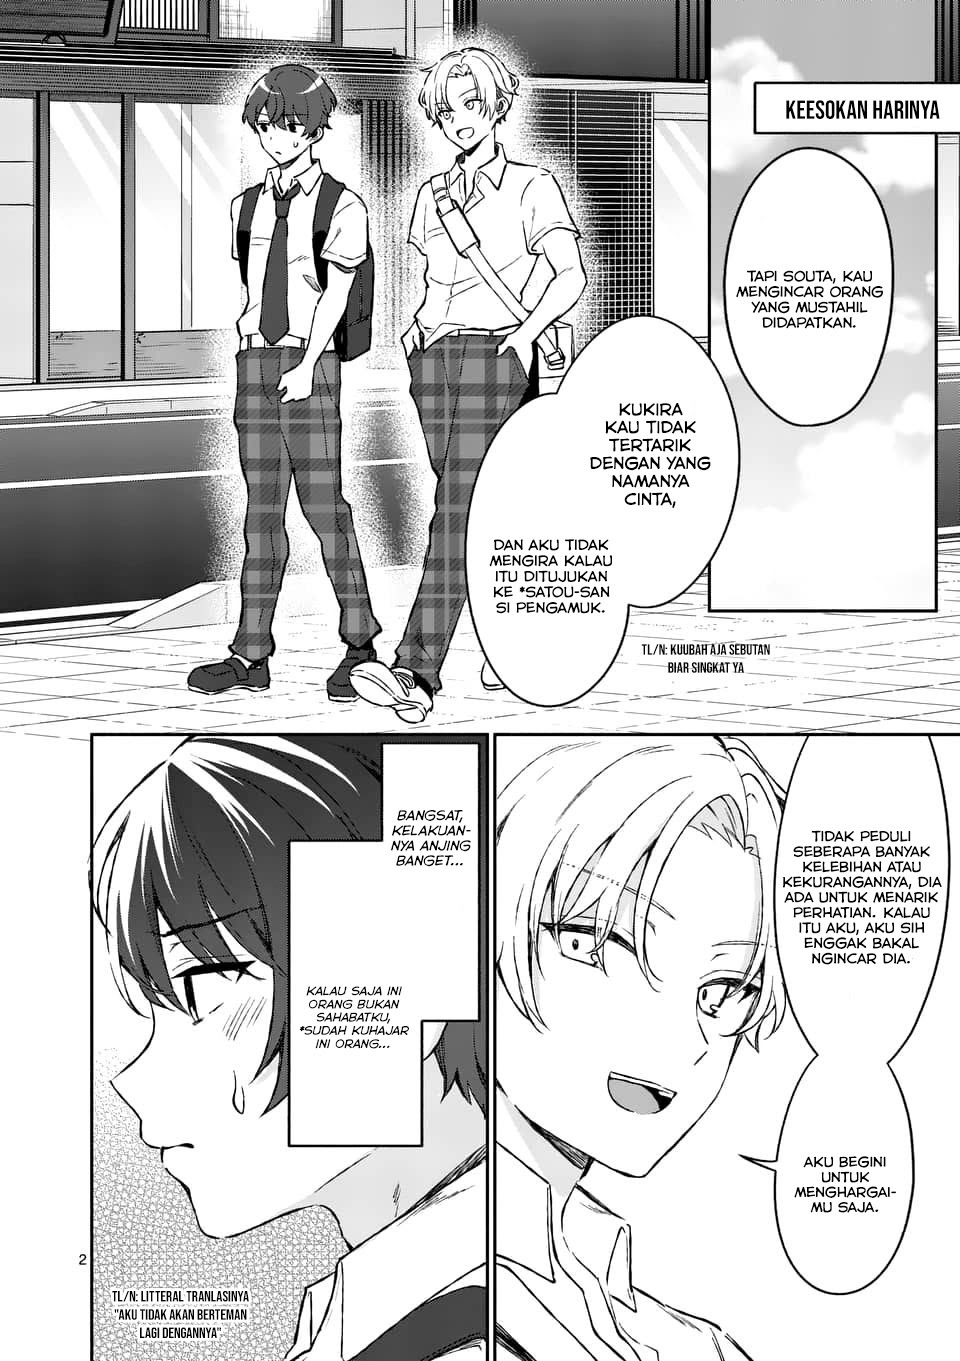 KEESOKAN HARINYA
TAPI SOUTA, KAU
MENGINCAR ORANG
YANG MUSTAHIL
DIDAPATKAN.
KUKIRA
KAU TIDAK
TERTARIK
DENGAN YANG
NAMANYA
CINTA,
DAN AKU TIDAK
MENGIRA KALAU
ITU DITUJUKAN
KE *SATOU-SAN
SI PENGAMUK.
TL/N: KUUBAH AJA SEBUTAN
BIAR SINGKAT YA
TIDAK PEDULI
SEBERAPA BANYAK
KELEBIHAN ATAU
KEKURANGANNYA, DIA
ADA UNTUK MENARIK
PERHATIAN. KALAU
ITU AKU, AKU SIH
ENGGAK BAKAL
NGINCAR DIA.
AKU BEGINI
UNTUK
MENGHARGAI-
MU SAJA.
BANGSAT,
KELAKUAN-
NYA ANJING
BANGET...
KALAU SAJA INI
ORANG BUKAN
SAHABATKU,
*SUDAH KUHAJAR
INI ORANG...
2
TL/N: LITTERAL TRANLASINYA
"AKU TIDAK AKAN BERTEMAN
LAGI DENGANNYA"